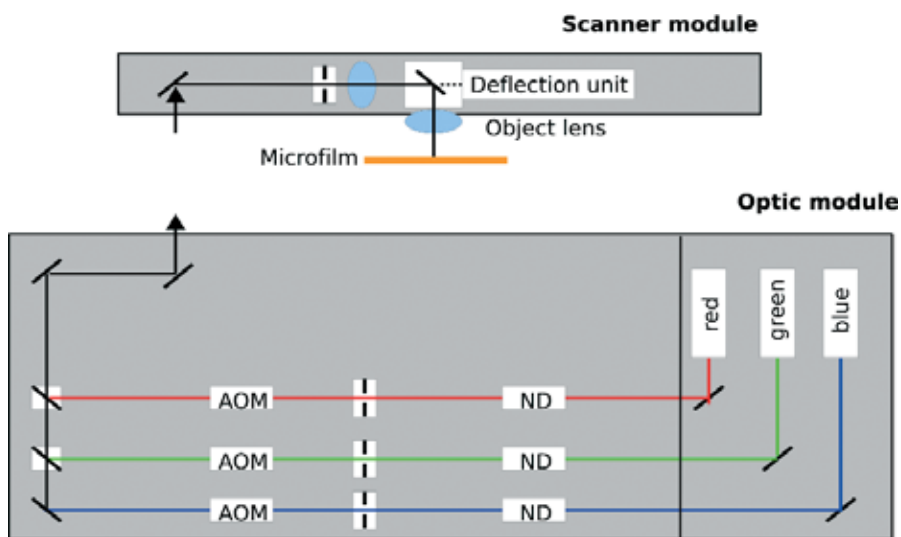 Scanner module
Deflection unit
Object lens
Microfilm
Optic module
red
green
blue
AOM
ND
AOM
ND
AOM
ND